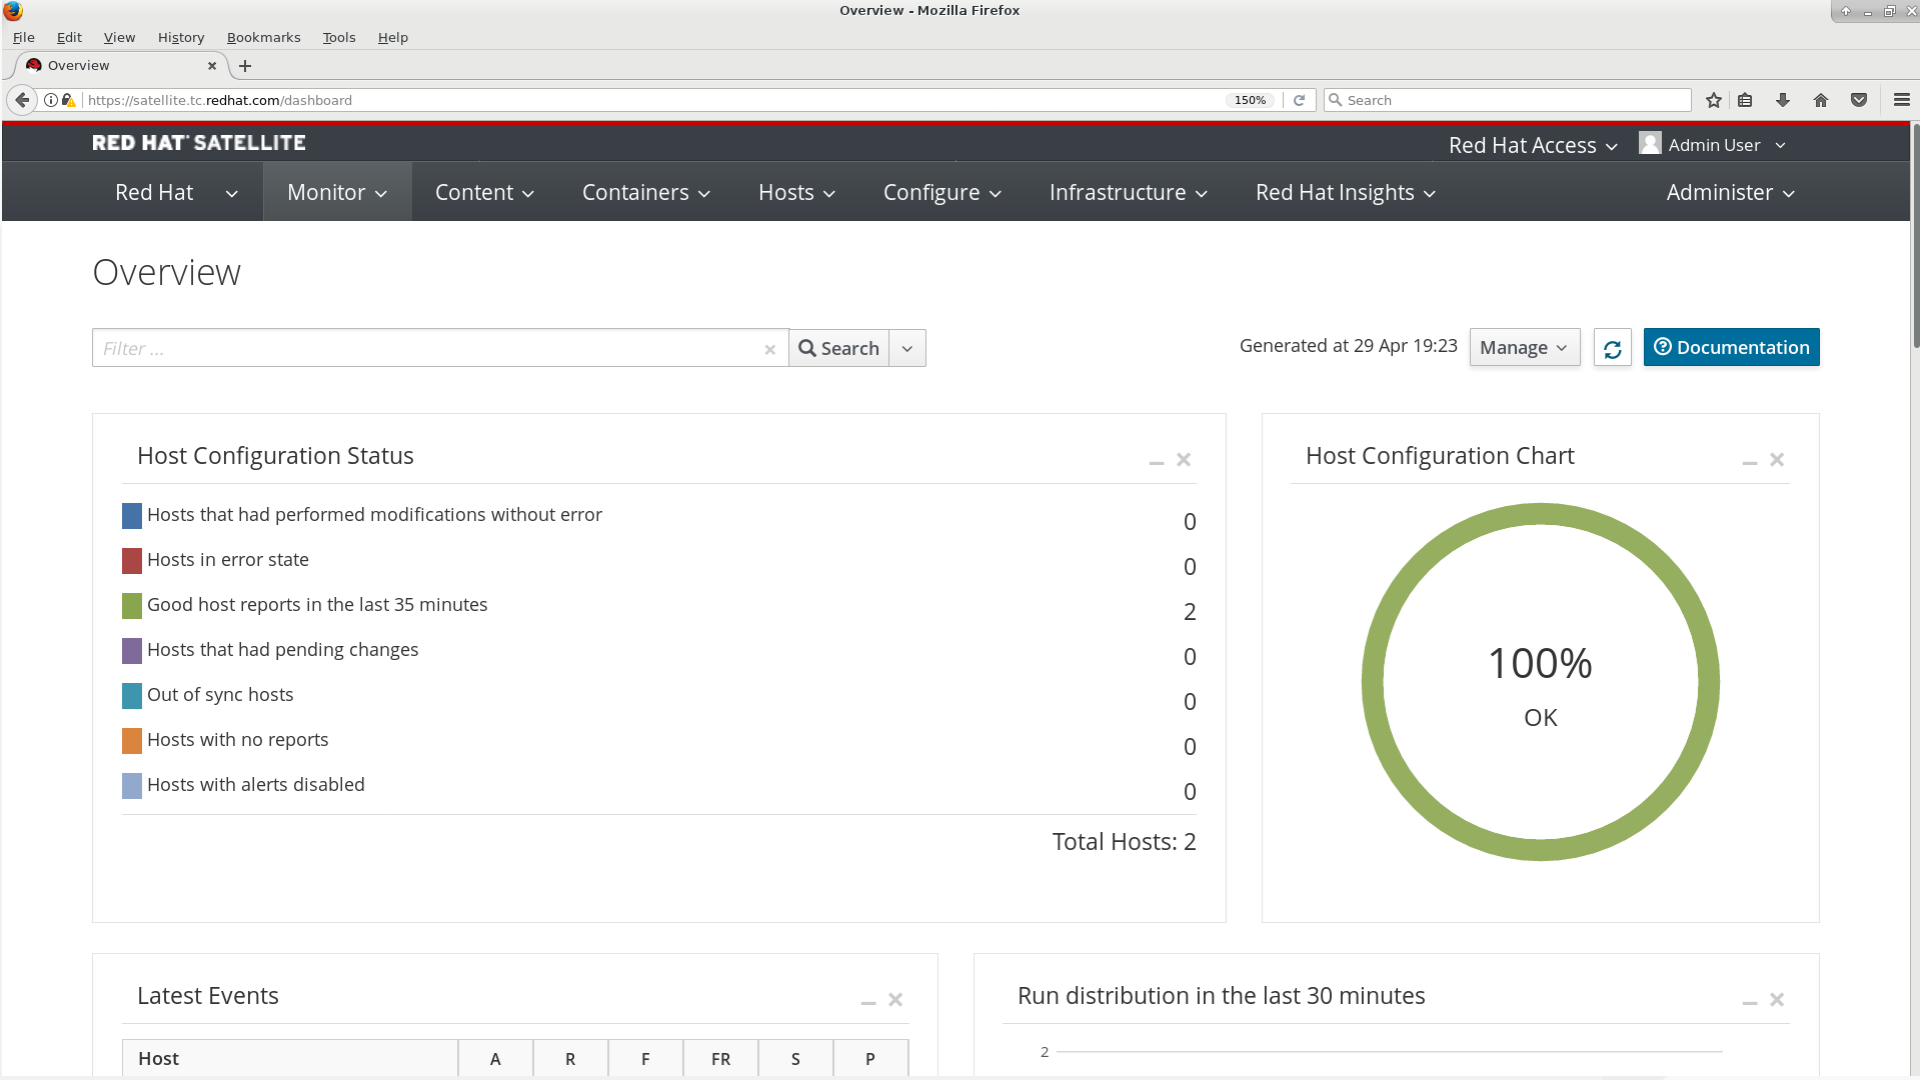 Overview - Mozilla Firefox
File Edit View History Bookmarks Tools Help
Overview
https://satellite.tc.redhat.com/dashboard 150% Search
RED HAT SATELLITE Red Hat Access Admin User
Red Hat Monitor Content Containers Hosts Configure Infrastructure Red Hat Insights Administer
Overview
Filter ... Search Generated at 29 Apr 19:23 Manage Documentation
Host Configuration Status
Hosts that had performed modifications without error 0
Hosts in error state 0
Good host reports in the last 35 minutes 2
Hosts that had pending changes 0
Out of sync hosts 0
Hosts with no reports 0
Hosts with alerts disabled 0
Total Hosts: 2
Host Configuration Chart
100%
OK
Latest Events
Host A R F FR S P
Run distribution in the last 30 minutes
2